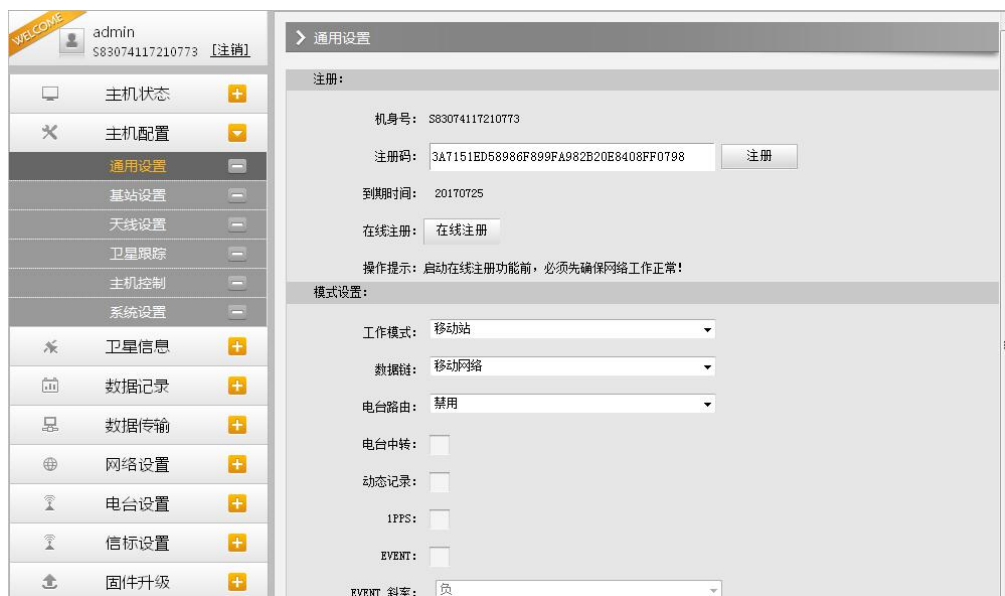 WELCOME
admin
S83074117210773 [注销]
主机状态
主机配置
通用设置
基站设置
天线设置
卫星跟踪
主机控制
系统设置
卫星信息
数据记录
数据传输
网络设置
电台设置
信标设置
固件升级
通用设置
注册：
机身号： S83074117210773
注册码： 3A7151ED58986F899FA982B20E8408FF0798 注册
到期时间： 20170725
在线注册： 在线注册
操作提示：启动在线注册功能前，必须先确保网络工作正常！
模式设置：
工作模式： 移动站
数据链： 移动网络
电台路由： 禁用
电台中转：
动态记录：
1PPS：
EVENT：
EVENT 斜率： 负